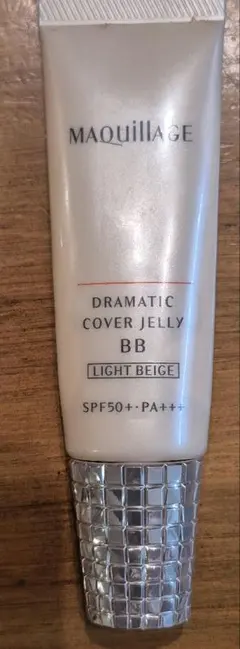 MAQuillAGE
DRAMATIC
COVER JELLY
BB
LIGHT BEIGE
SPF50+・PA+++